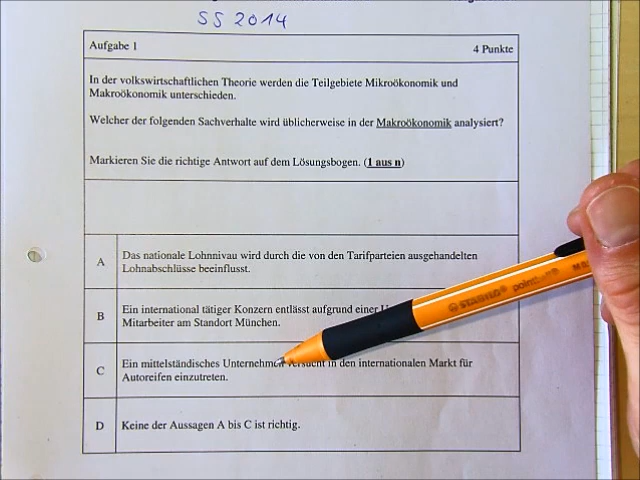 SS 2014
Aufgabe 1 4 Punkte
In der volkswirtschaftlichen Theorie werden die Teilgebiete Mikroökonomik und
Makroökonomik unterschieden.
Welcher der folgenden Sachverhalte wird üblicherweise in der Makroökonomik analysiert?
Markieren Sie die richtige Antwort auf dem Lösungsbogen. (1 aus n)
A Das nationale Lohnnivau wird durch die von den Tarifparteien ausgehandelten
Lohnabschlüsse beeinflusst.
B Ein international tätiger Konzern entlässt aufgrund einer
Mitarbeiter am Standort München.
C Ein mittelständisches Unternehmen versucht in den internationalen Markt für
Autoreifen einzutreten.
D Keine der Aussagen A bis C ist richtig.
STABILO